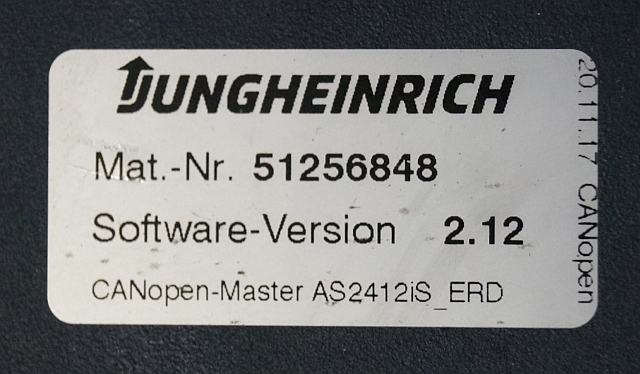 JUNGHEINRICH
Mat.-Nr. 51256848
Software-Version 2.12
CANopen-Master AS2412iS_ERD
20.11.17 CANopen